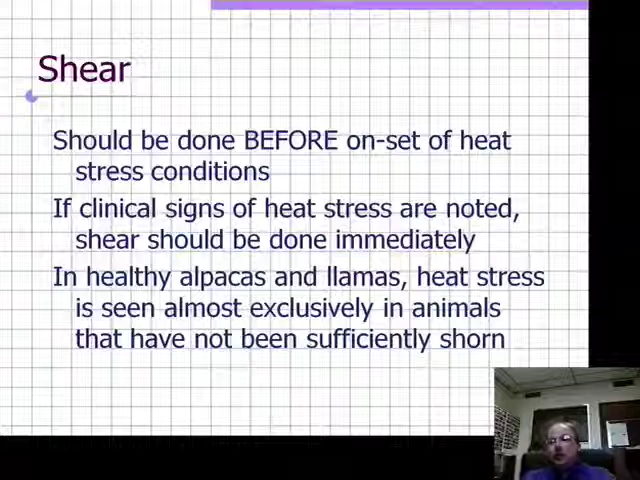 Shear
Should be done BEFORE on-set of heat
stress conditions
If clinical signs of heat stress are noted,
shear should be done immediately
In healthy alpacas and llamas, heat stress
is seen almost exclusively in animals
that have not been sufficiently shorn